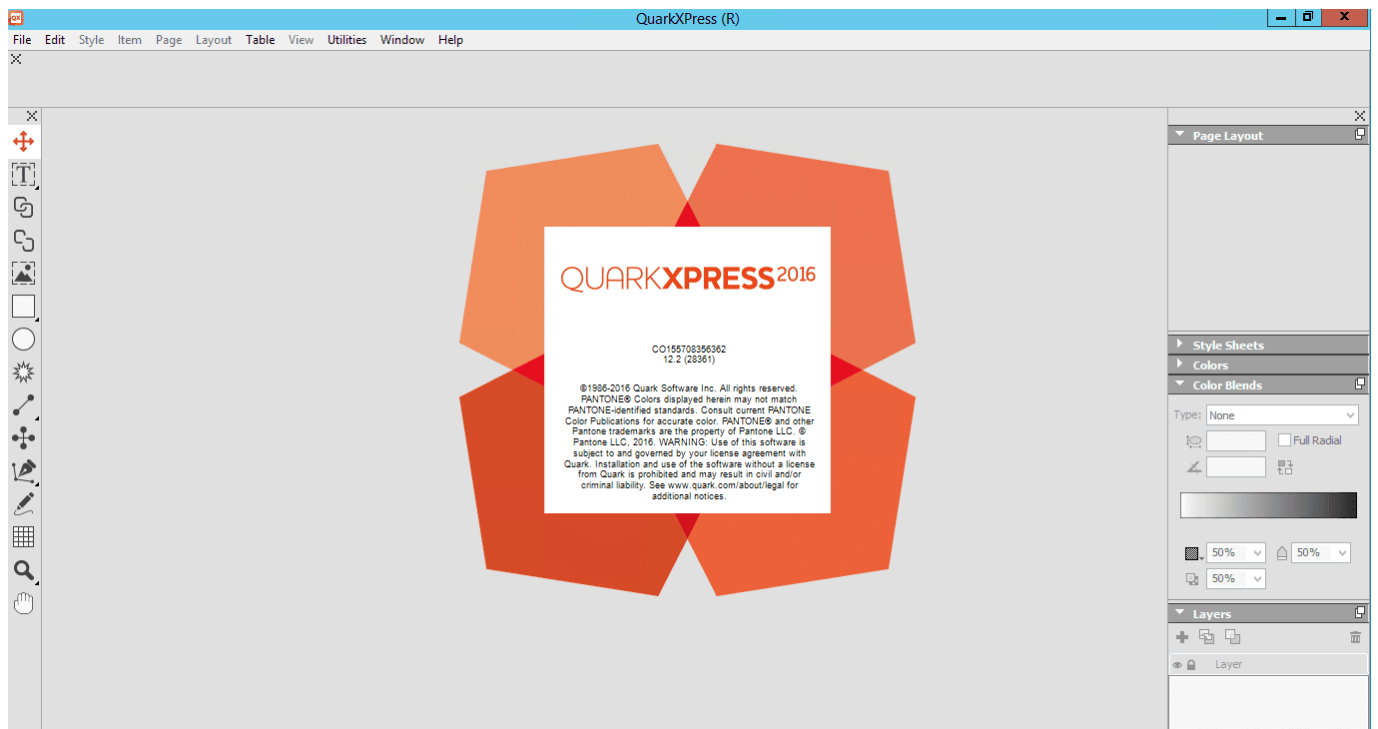 QuarkXPress (R)
File Edit Style Item Page Layout Table View Utilities Window Help
Page Layout
QUARKXPRESS 2016
CO155708356362
12.2 (28361)
©1986-2016 Quark Software Inc. All rights reserved.
PANTONE® Colors displayed herein may not match
PANTONE-identified standards. Consult current PANTONE
Color Publications for accurate color. PANTONE® and other
Pantone trademarks are the property of Pantone LLC. ©
Pantone LLC, 2016. WARNING: Use of this software is
subject to and governed by your license agreement with
Quark. Installation and use of the software without a license
from Quark is prohibited and may result in civil and/or
criminal liability. See www.quark.com/about/legal for
additional notices.
Style Sheets
Colors
Color Blends
Type: None
Full Radial
50% 50%
50%
Layers
Layer